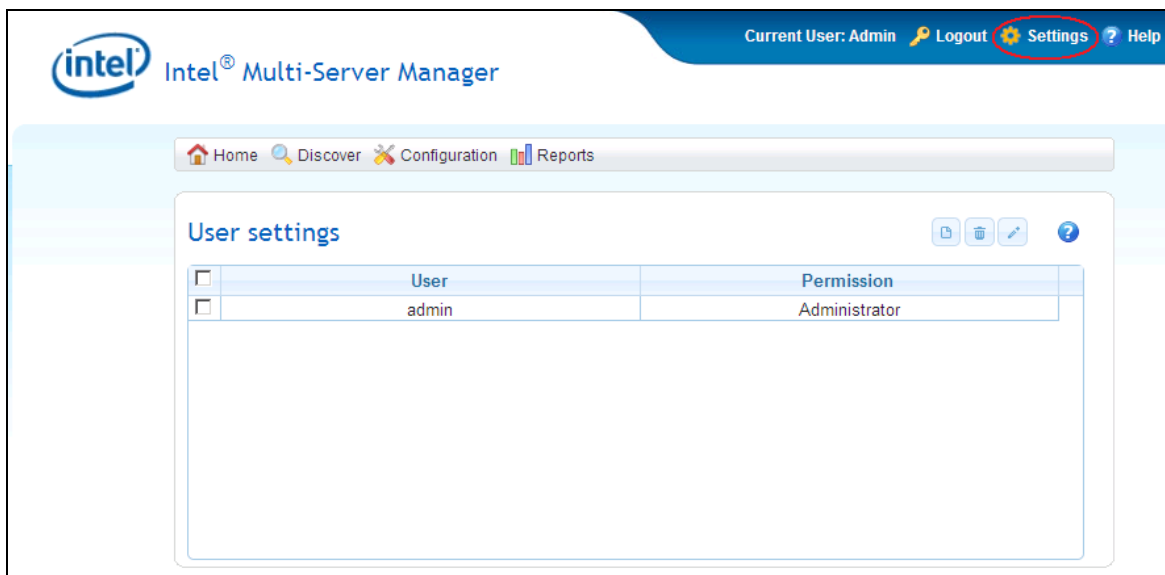 Current User: Admin Logout Settings ? Help
intel Intel® Multi-Server Manager
Home Discover Configuration Reports
User settings ?
User Permission
admin Administrator